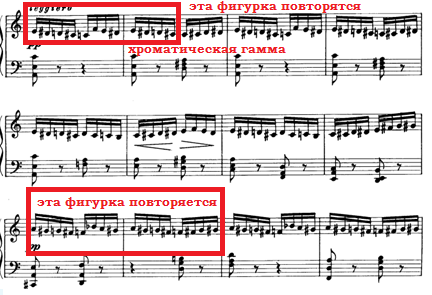 leggiero
эта фигурка повторятся
pp
хроматическая гамма
эта фигурка повторяется
pp